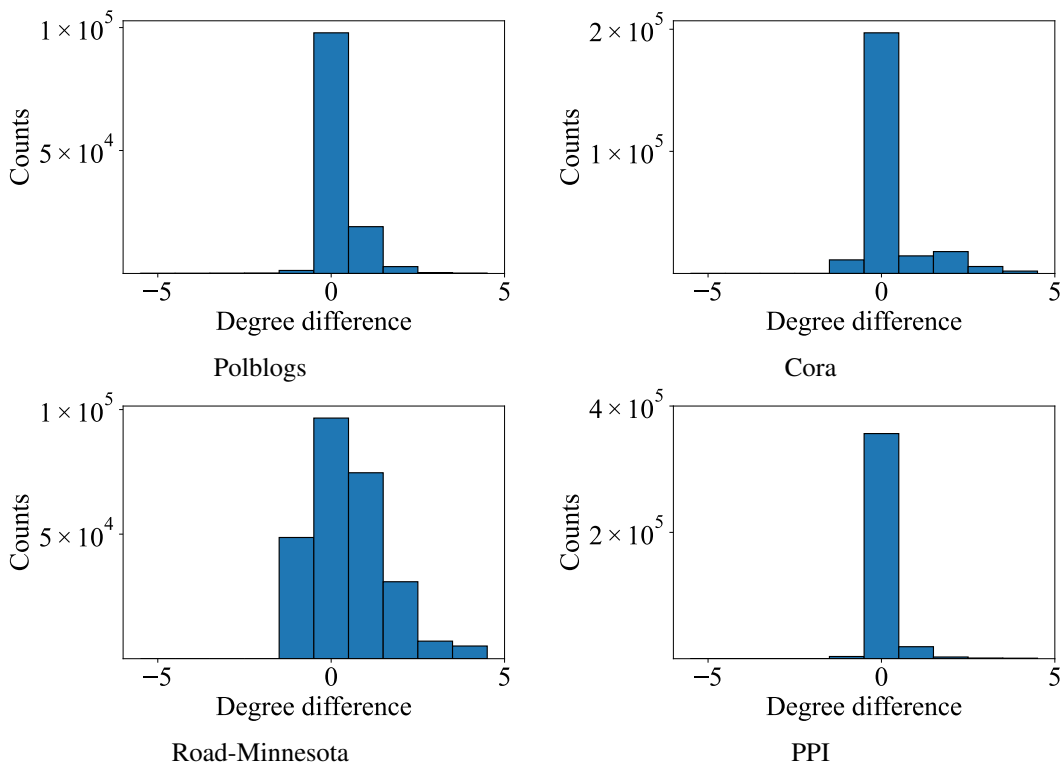 1 × 10^5
5 × 10^4
Counts
−5 0 5
Degree difference
Polblogs
2 × 10^5
1 × 10^5
Counts
−5 0 5
Degree difference
Cora
1 × 10^5
5 × 10^4
Counts
−5 0 5
Degree difference
Road-Minnesota
4 × 10^5
2 × 10^5
Counts
−5 0 5
Degree difference
PPI